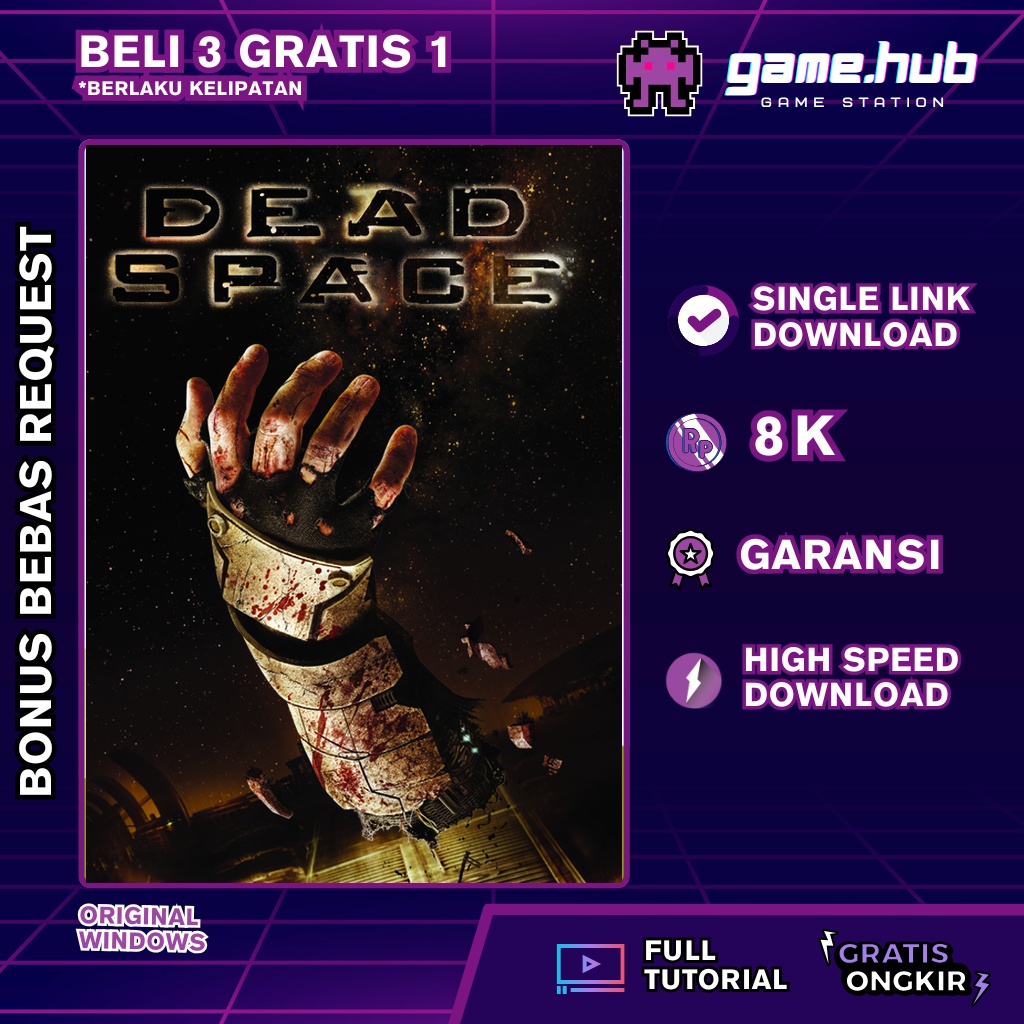 BELI 3 GRATIS 1
*BERLAKU KELIPATAN
game.hub
GAME STATION
BONUS BEBAS REQUEST
DEAD
SPACE
SINGLE LINK
DOWNLOAD
Rp
8K
GARANSI
HIGH SPEED
DOWNLOAD
ORIGINAL
WINDOWS
FULL
TUTORIAL
GRATIS
ONGKIR